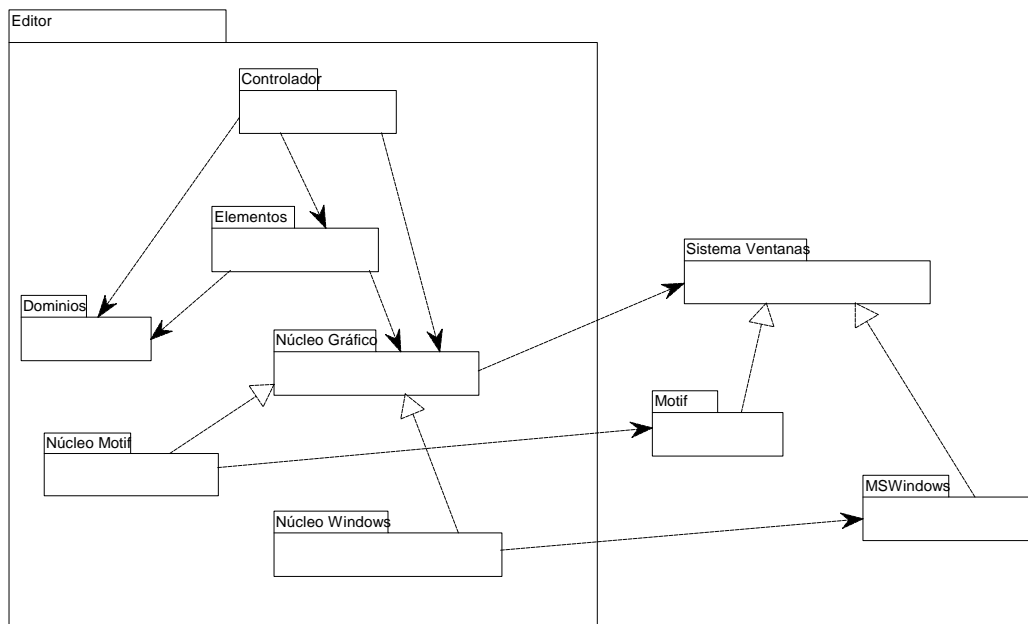 Editor
Controlador
Elementos
Sistema Ventanas
Dominios
Núcleo Gráfico
Motif
Núcleo Motif
MSWindows
Núcleo Windows